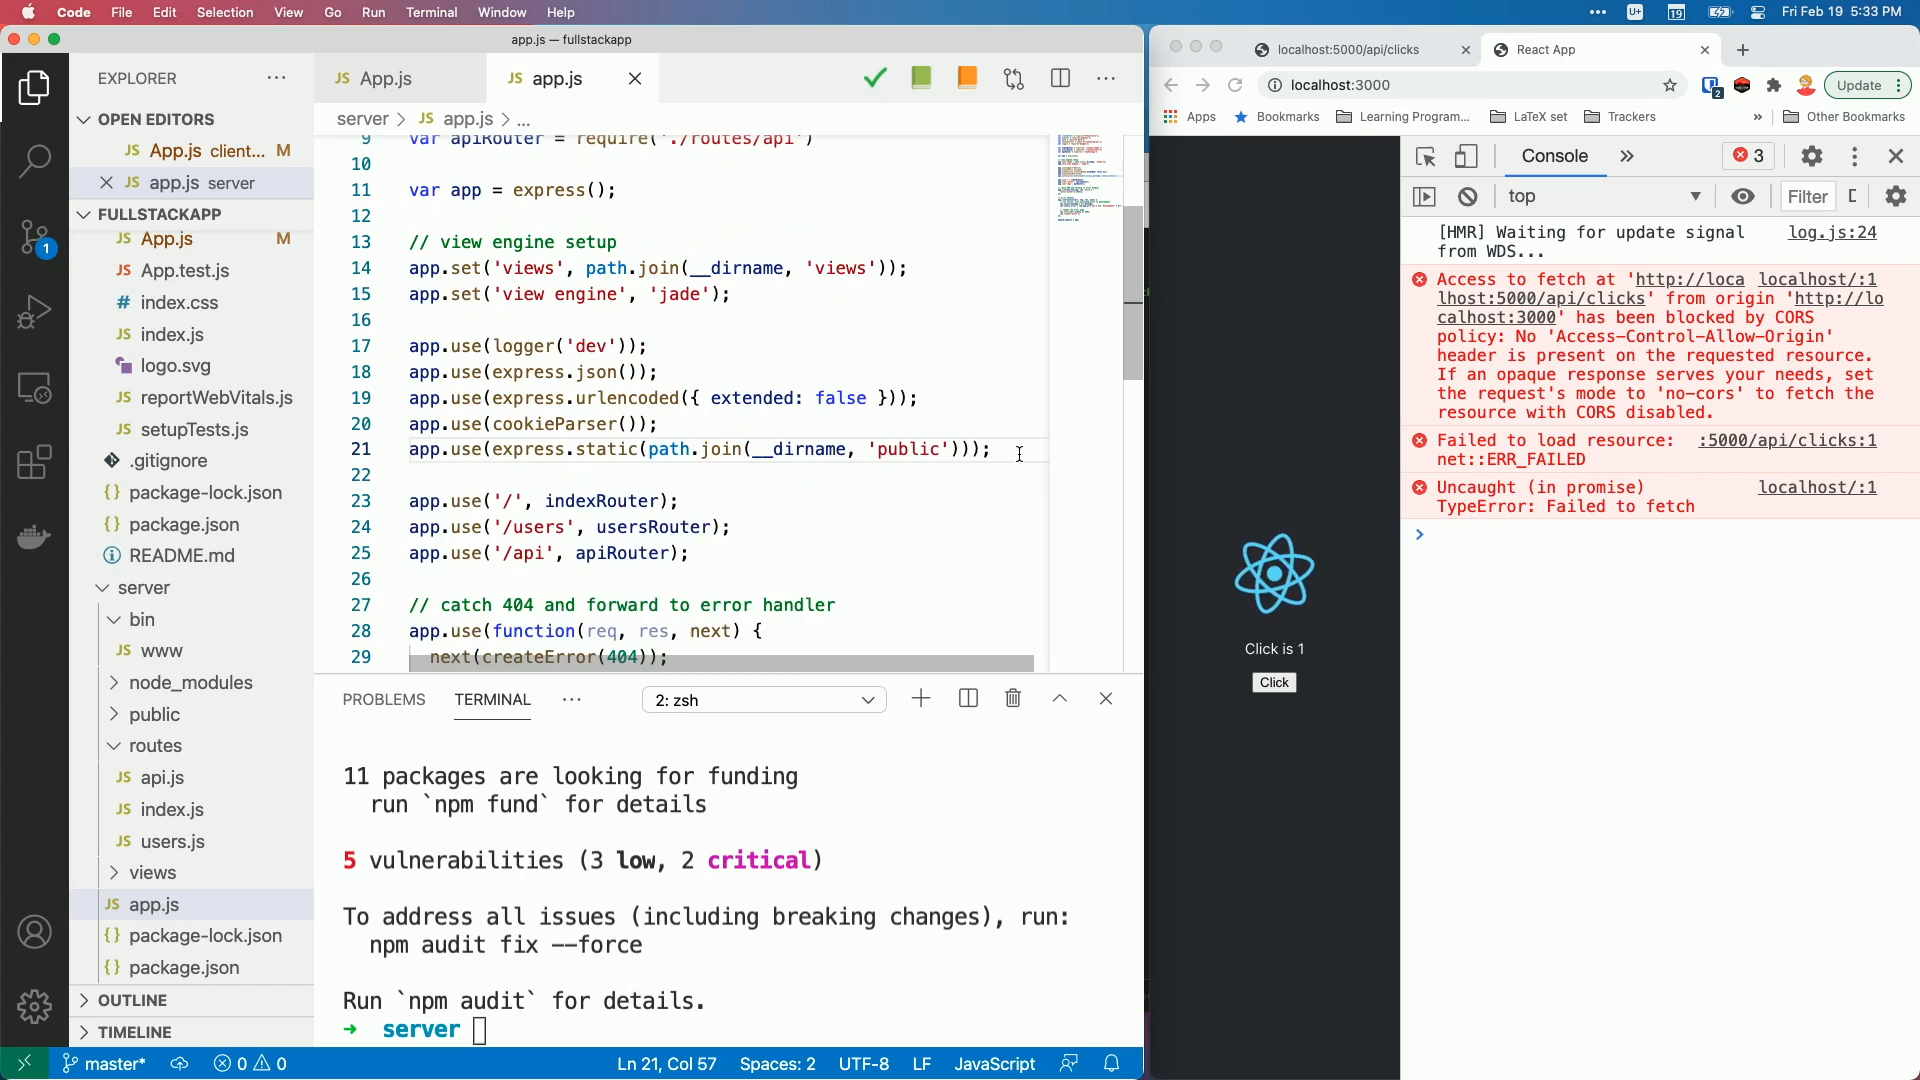 Code File Edit Selection View Go Run Terminal Window Help
U+ 19 Fri Feb 19 5:33 PM
app.js — fullstackapp
EXPLORER
OPEN EDITORS
JS App.js client... M
JS app.js server
FULLSTACKAPP
JS App.js M
JS App.test.js
# index.css
JS index.js
logo.svg
JS reportWebVitals.js
JS setupTests.js
.gitignore
{} package-lock.json
{} package.json
README.md
server
bin
JS www
node_modules
public
routes
JS api.js
JS index.js
JS users.js
views
JS app.js
{} package-lock.json
{} package.json
OUTLINE
TIMELINE
1
JS App.js
JS app.js
server > JS app.js > ...
9 var apiRouter = require('./routes/api')
10
11 var app = express();
12
13 // view engine setup
14 app.set('views', path.join(__dirname, 'views'));
15 app.set('view engine', 'jade');
16
17 app.use(logger('dev'));
18 app.use(express.json());
19 app.use(express.urlencoded({ extended: false }));
20 app.use(cookieParser());
21 app.use(express.static(path.join(__dirname, 'public')));
22
23 app.use('/', indexRouter);
24 app.use('/users', usersRouter);
25 app.use('/api', apiRouter);
26
27 // catch 404 and forward to error handler
28 app.use(function(req, res, next) {
29 next(createError(404));
PROBLEMS TERMINAL ... 2: zsh
11 packages are looking for funding
run `npm fund` for details
5 vulnerabilities (3 low, 2 critical)
To address all issues (including breaking changes), run:
npm audit fix --force
Run `npm audit` for details.
→ server
master* 0 0 Ln 21, Col 57 Spaces: 2 UTF-8 LF JavaScript
localhost:5000/api/clicks
React App
localhost:3000
2
Update
Apps Bookmarks Learning Program... LaTeX set Trackers » Other Bookmarks
Click is 1
Click
Console » 3
top Filter
[HMR] Waiting for update signal log.js:24
from WDS...
Access to fetch at 'http://loca localhost/:1
lhost:5000/api/clicks' from origin 'http://lo
calhost:3000' has been blocked by CORS
policy: No 'Access-Control-Allow-Origin'
header is present on the requested resource.
If an opaque response serves your needs, set
the request's mode to 'no-cors' to fetch the
resource with CORS disabled.
Failed to load resource: :5000/api/clicks:1
net::ERR_FAILED
Uncaught (in promise) localhost/:1
TypeError: Failed to fetch